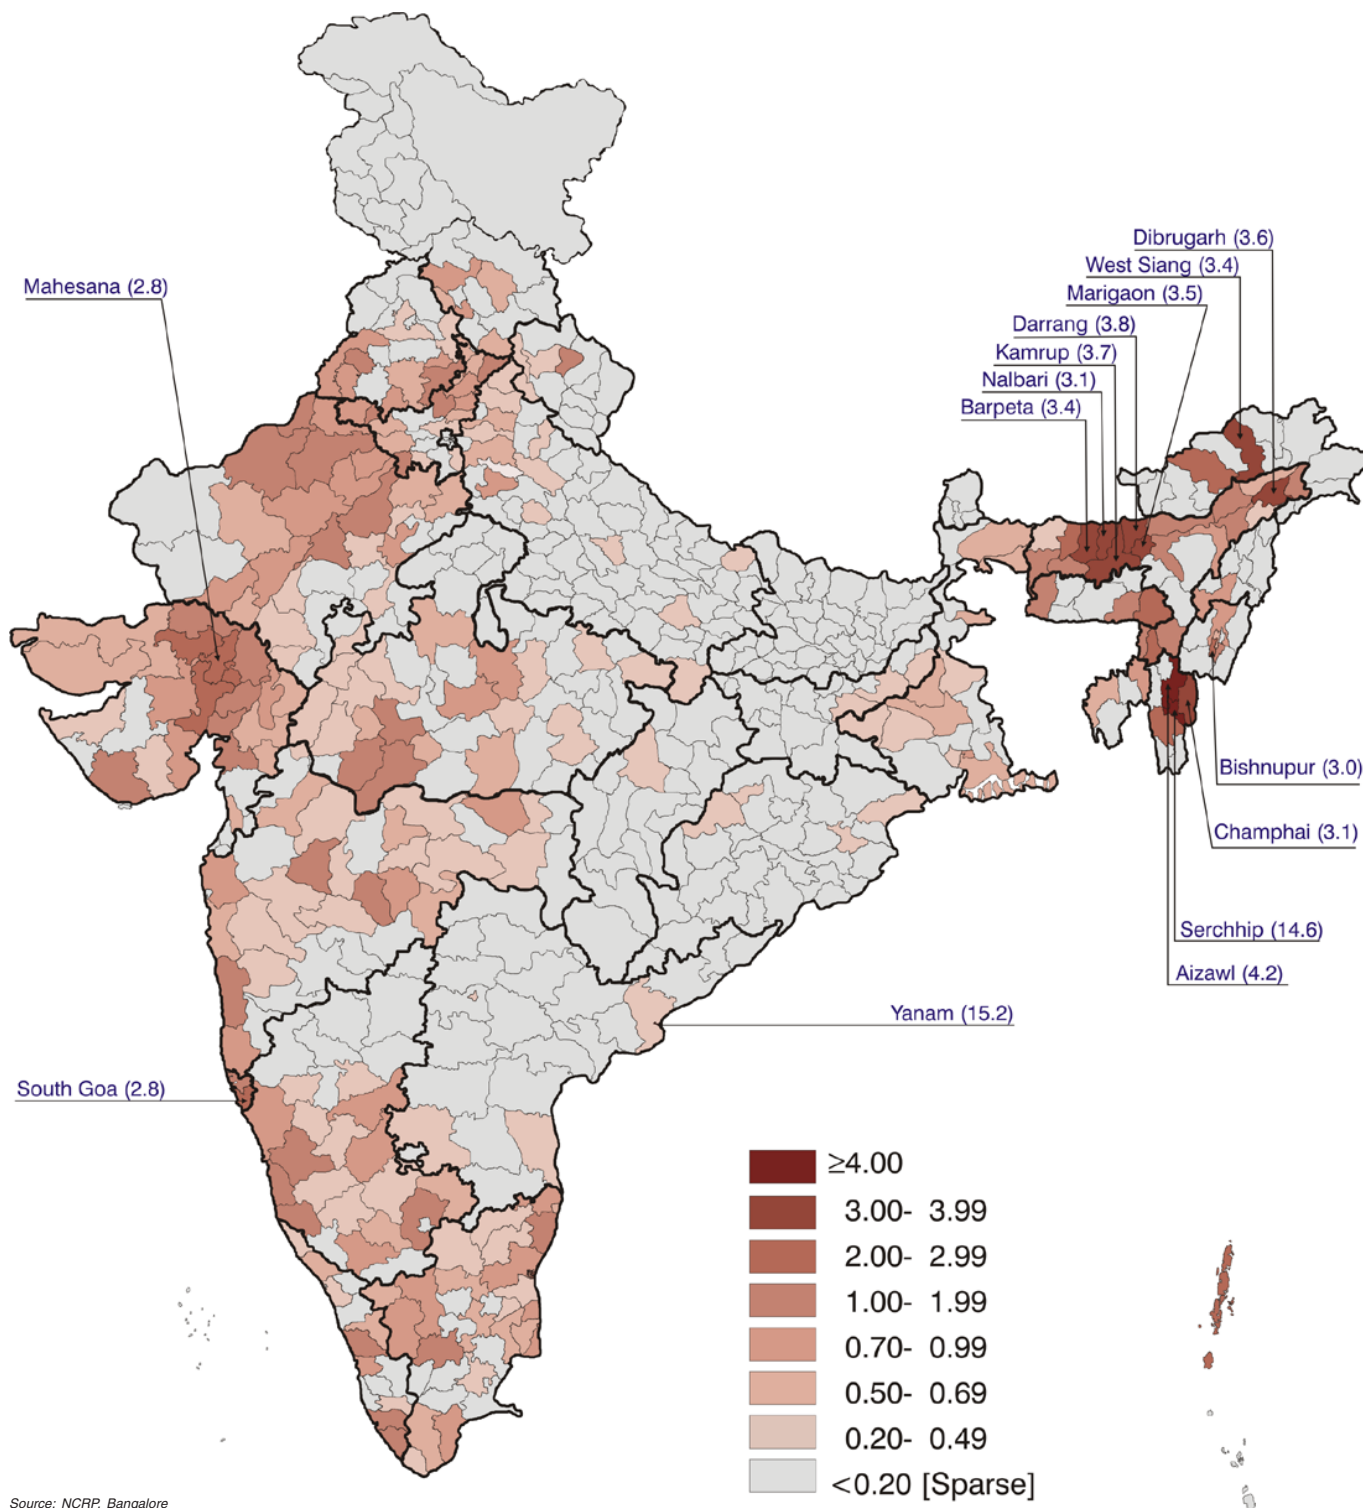 Dibrugarh (3.6)
West Siang (3.4)
Mahesana (2.8)
Marigaon (3.5)
Darrang (3.8)
Kamrup (3.7)
Nalbari (3.1)
Barpeta (3.4)
Bishnupur (3.0)
Champhai (3.1)
Serchhip (14.6)
Aizawl (4.2)
Yanam (15.2)
South Goa (2.8)
≥4.00
3.00- 3.99
2.00- 2.99
1.00- 1.99
0.70- 0.99
0.50- 0.69
0.20- 0.49
<0.20 [Sparse]
Source: NCRP, Bangalore